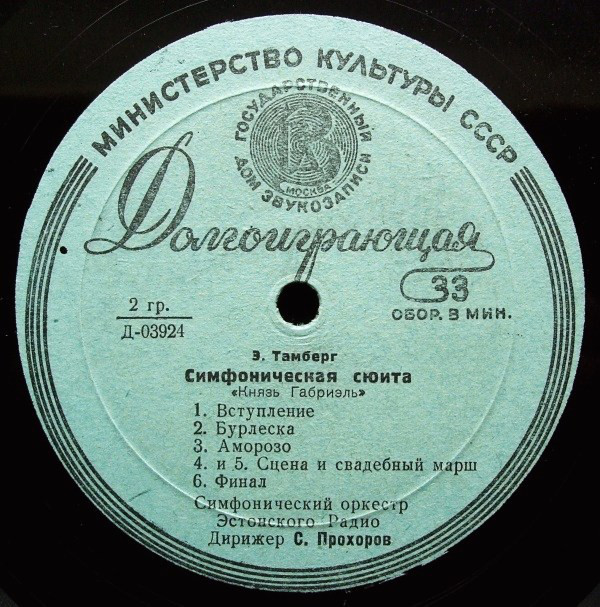 МИНИСТЕРСТВО КУЛЬТУРЫ СССР
ГОСУДАРСТВЕННЫЙ
ДОМ ЗВУКОЗАПИСИ
МОСКВА
Долгоиграющая
33
ОБОР. В МИН.
2 гр.
Д-03924
Э. Тамберг
Симфоническая сюита
«Князь Габриэль»
1. Вступление
2. Бурлеска
3. Аморозо
4. и 5. Сцена и свадебный марш
6. Финал
Симфонический оркестр
Эстонского Радио
Дирижер С. Прохоров